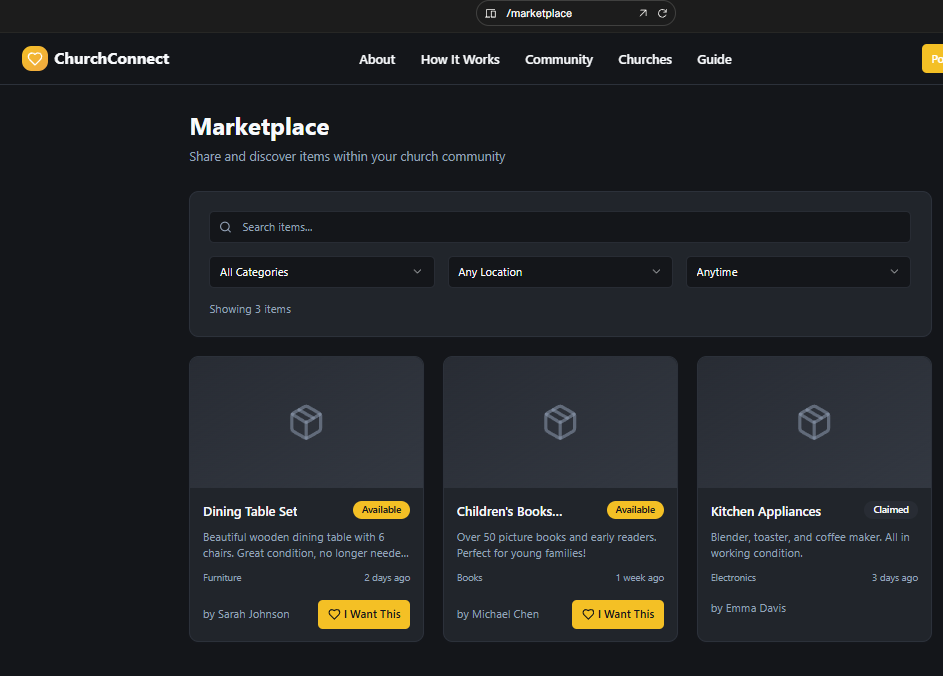 /marketplace
ChurchConnect
About How It Works Community Churches Guide
Marketplace
Share and discover items within your church community
Search items...
All Categories Any Location Anytime
Showing 3 items
Dining Table Set Available
Beautiful wooden dining table with 6
chairs. Great condition, no longer neede...
Furniture 2 days ago
by Sarah Johnson I Want This
Children's Books... Available
Over 50 picture books and early readers.
Perfect for young families!
Books 1 week ago
by Michael Chen I Want This
Kitchen Appliances Claimed
Blender, toaster, and coffee maker. All in
working condition.
Electronics 3 days ago
by Emma Davis